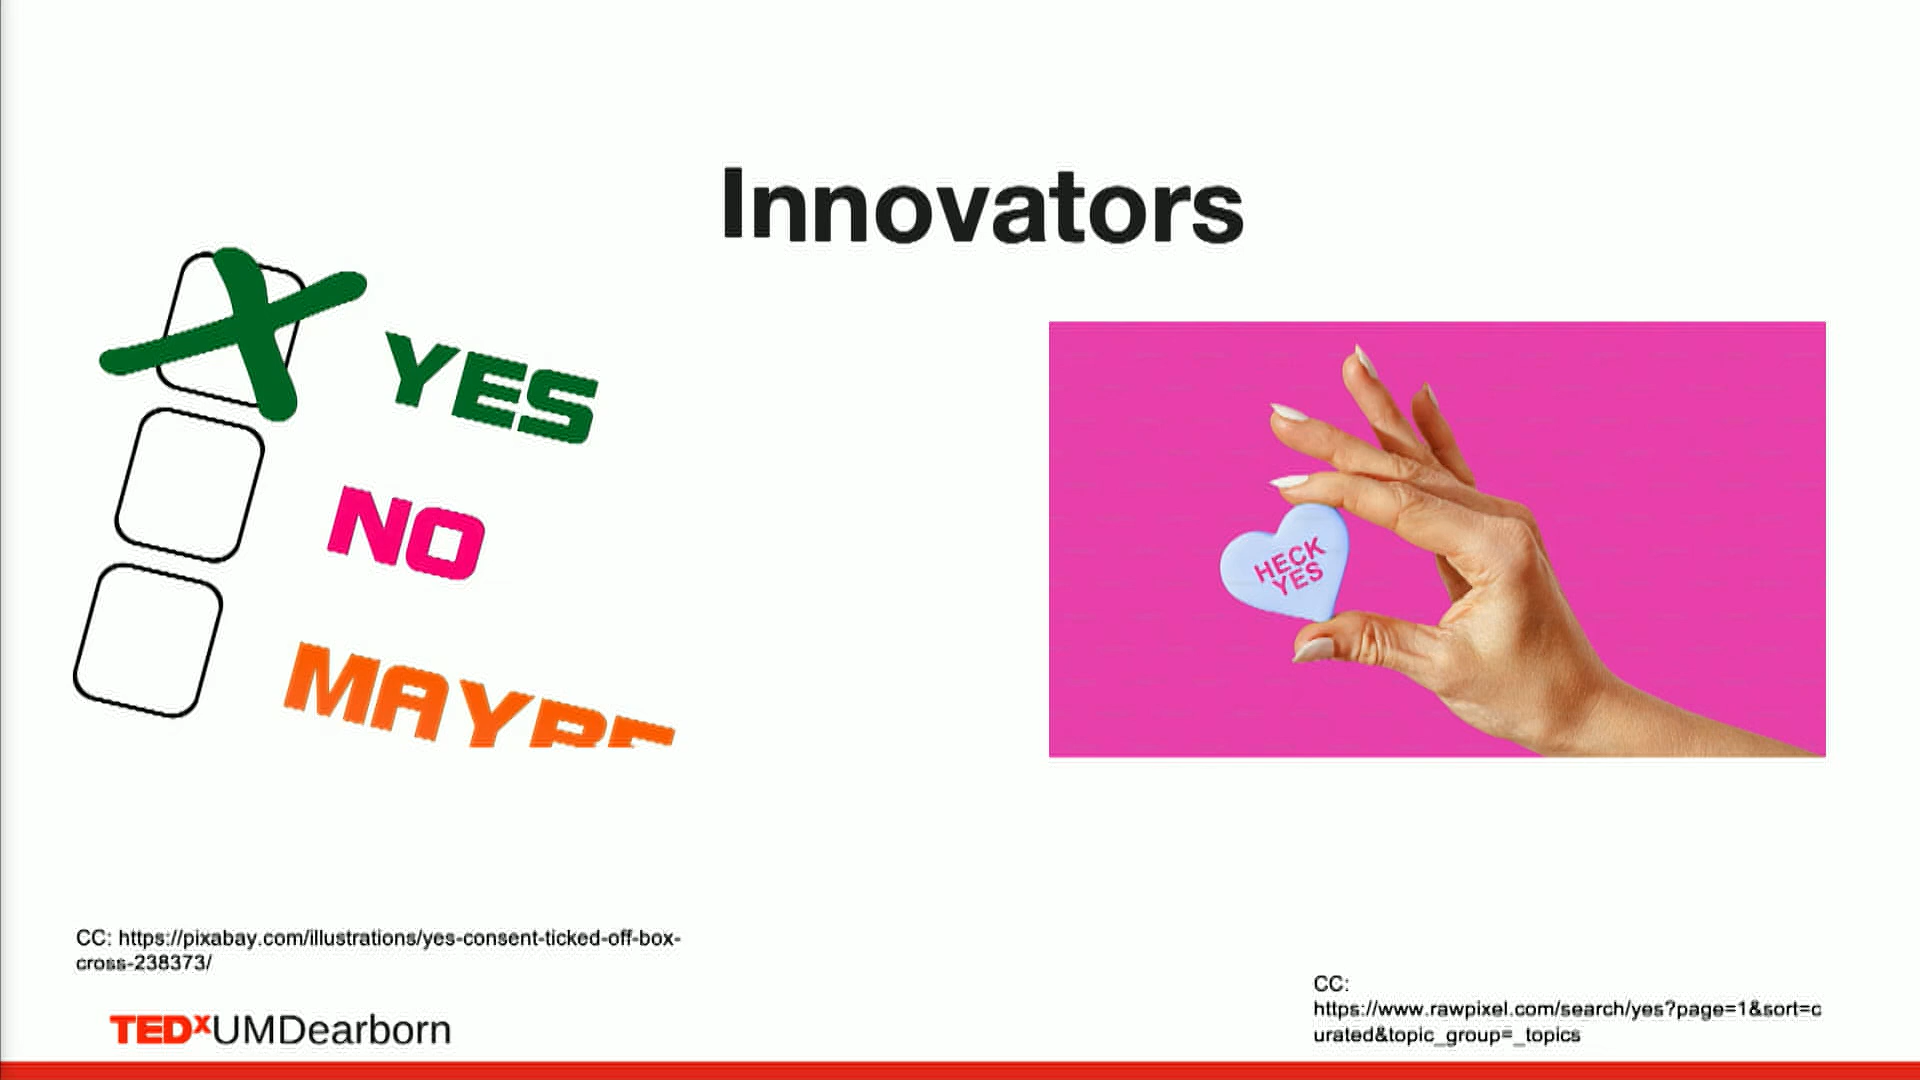 Innovators
YES
NO
MAYBE
HECK
YES
CC: https://pixabay.com/illustrations/yes-consent-ticked-off-box-
cross-238373/
CC:
https://www.rawpixel.com/search/yes?page=1&sort=c
urated&topic_group=_topics
TEDxUMDearborn